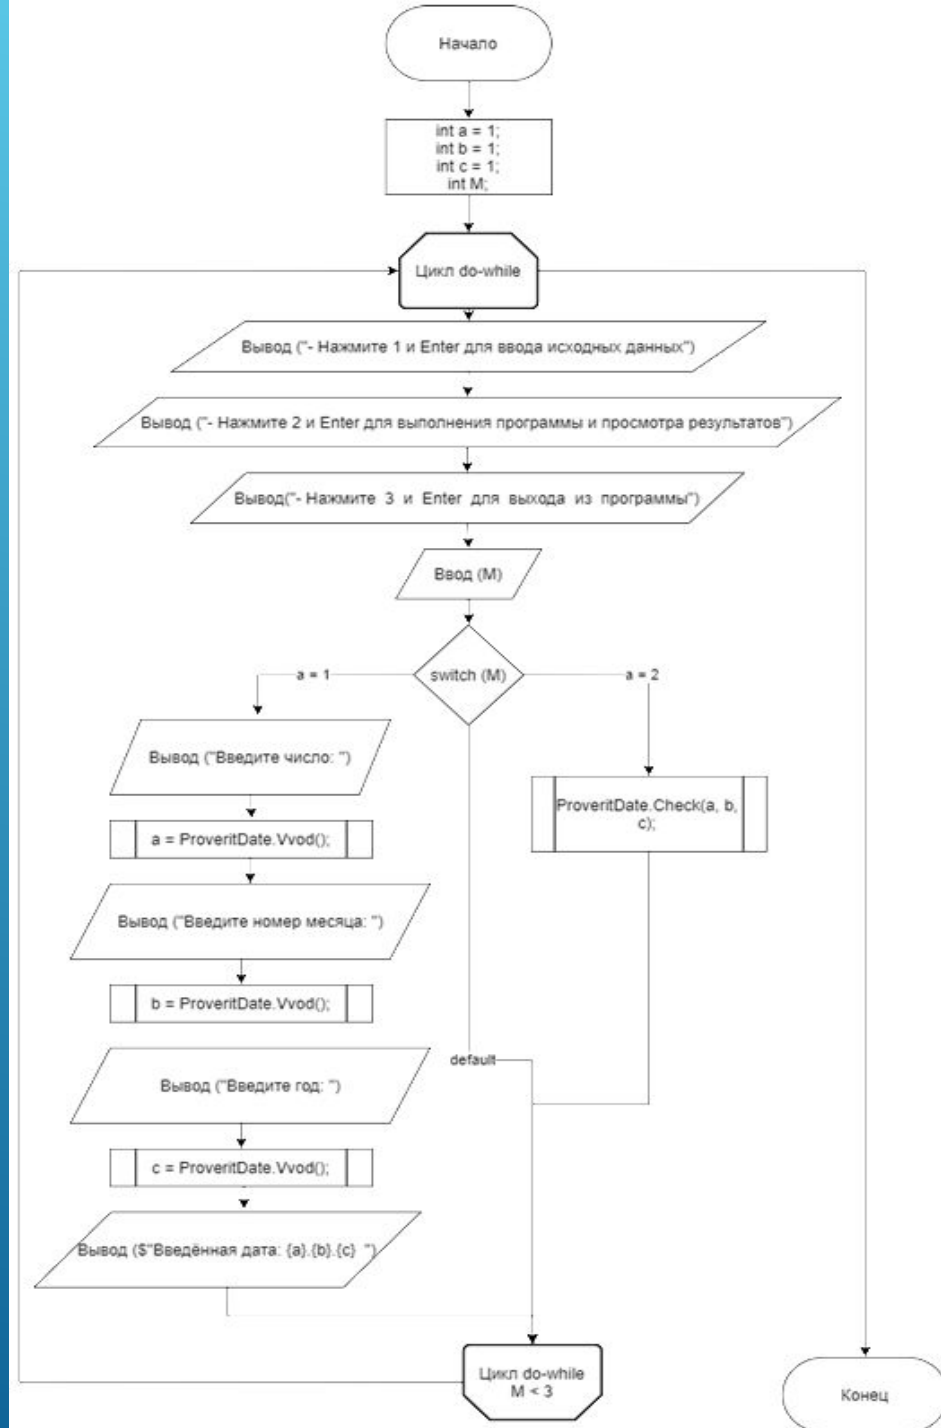 Начало
int a = 1;
int b = 1;
int c = 1;
int M;
Цикл do-while
Вывод ("- Нажмите 1 и Enter для ввода исходных данных")
Вывод ("- Нажмите 2 и Enter для выполнения программы и просмотра результатов")
Вывод("- Нажмите 3 и Enter для выхода из программы")
Ввод (M)
switch (M)
a = 1
a = 2
Вывод ("Введите число: ")
a = ProveritDate.Vvod();
ProveritDate.Check(a, b,
c);
Вывод ("Введите номер месяца: ")
b = ProveritDate.Vvod();
default
Вывод ("Введите год: ")
c = ProveritDate.Vvod();
Вывод ($"Введённая дата: {a}.{b}.{c} ")
Цикл do-while
M < 3
Конец